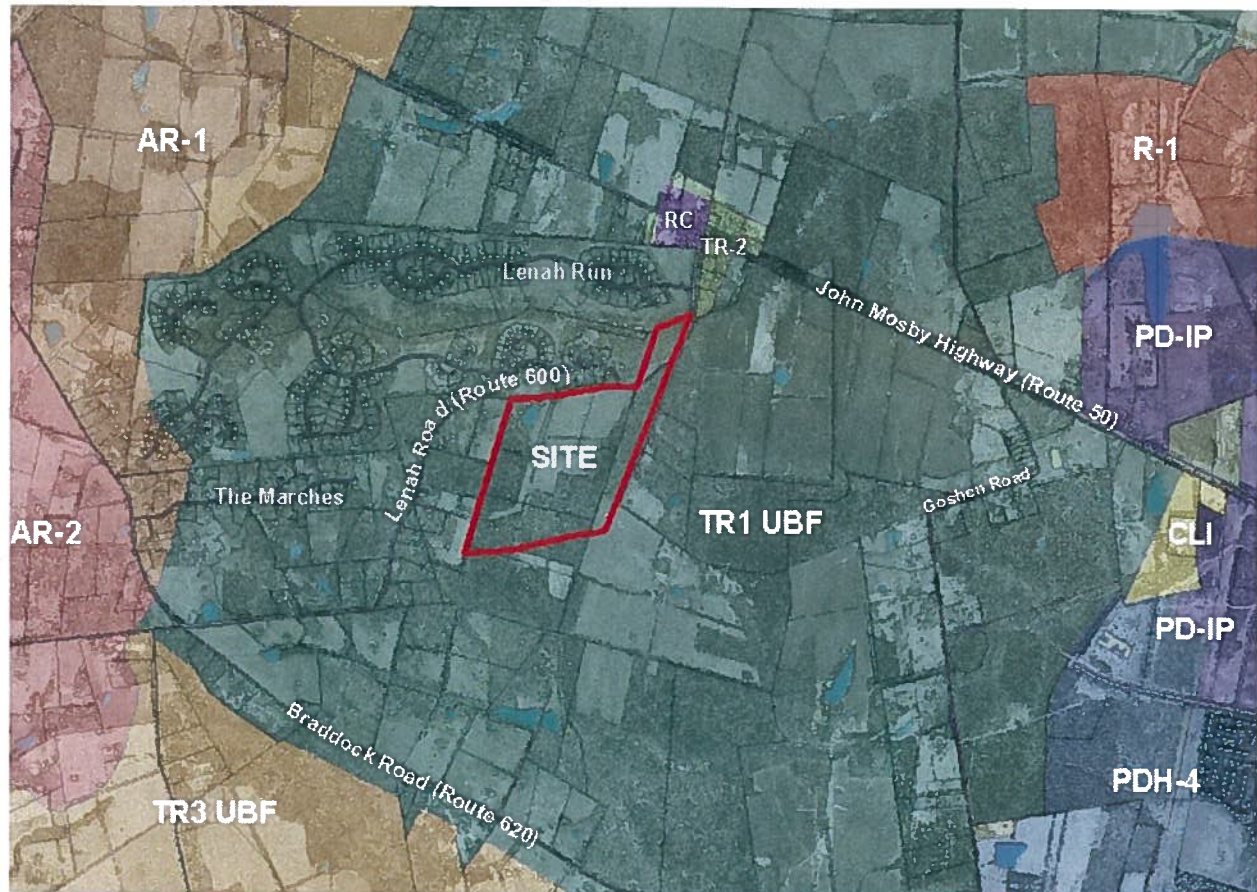 AR-1
R-1
RC
TR-2
Lenah Run
John Mosby Highway (Route 50)
PD-IP
Lenah Road (Route 600)
SITE
The Marches
Goshen Road
AR-2
TR1 UBF
CLI
PD-IP
Braddock Road (Route 620)
PDH-4
TR3 UBF